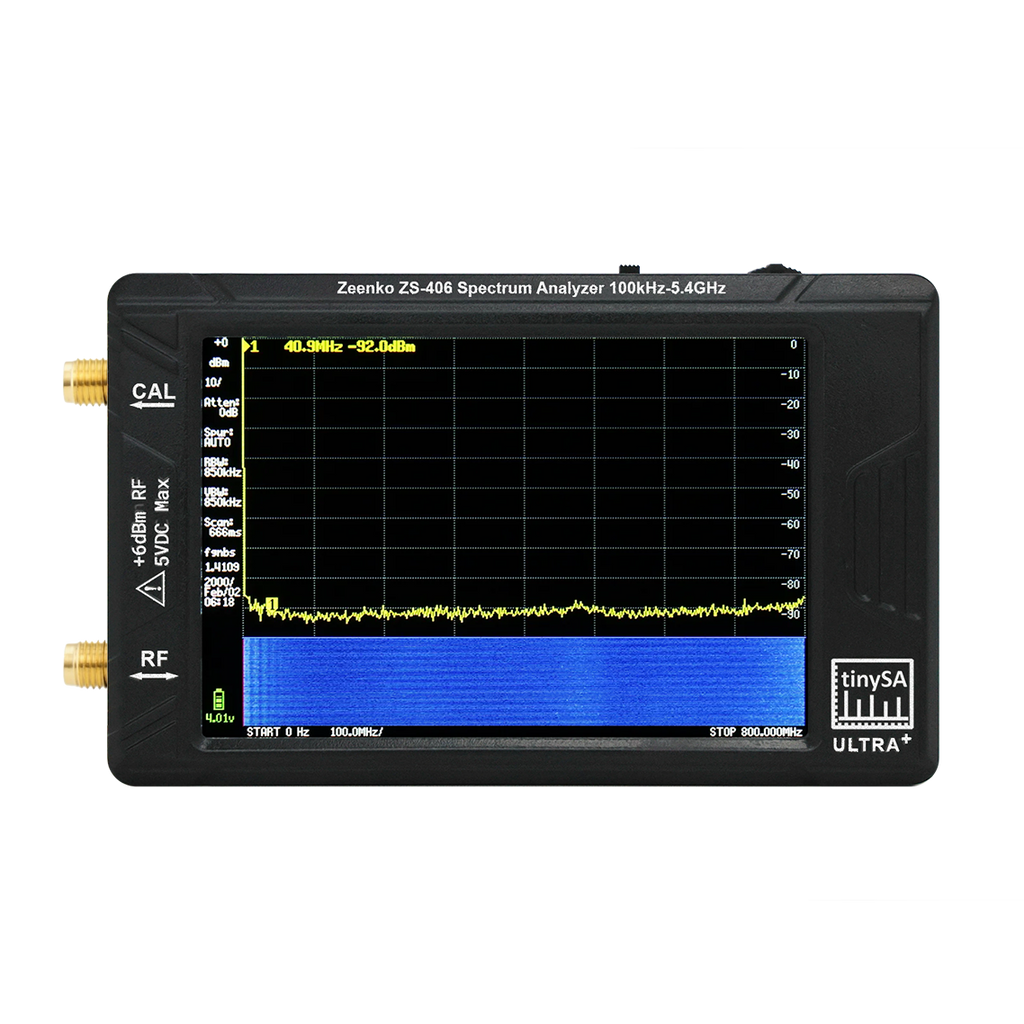 Zeenko ZS-406 Spectrum Analyzer 100kHz-5.4GHz
+0
dBm
10/
Atten:
0dB
Spur:
AUTO
RBW:
850kHz
VBW:
850kHz
Scan:
666ms
fgnbs
1.4109
2000/
Feb/02
06:18
4.01v
1 40.9MHz -92.0dBm
0
-10
-20
-30
-40
-50
-60
-70
-80
-90
1
START 0 Hz 100.0MHz/ STOP 800.000MHz
CAL
+6dBm RF
5VDC Max
RF
tinySA
ULTRA+